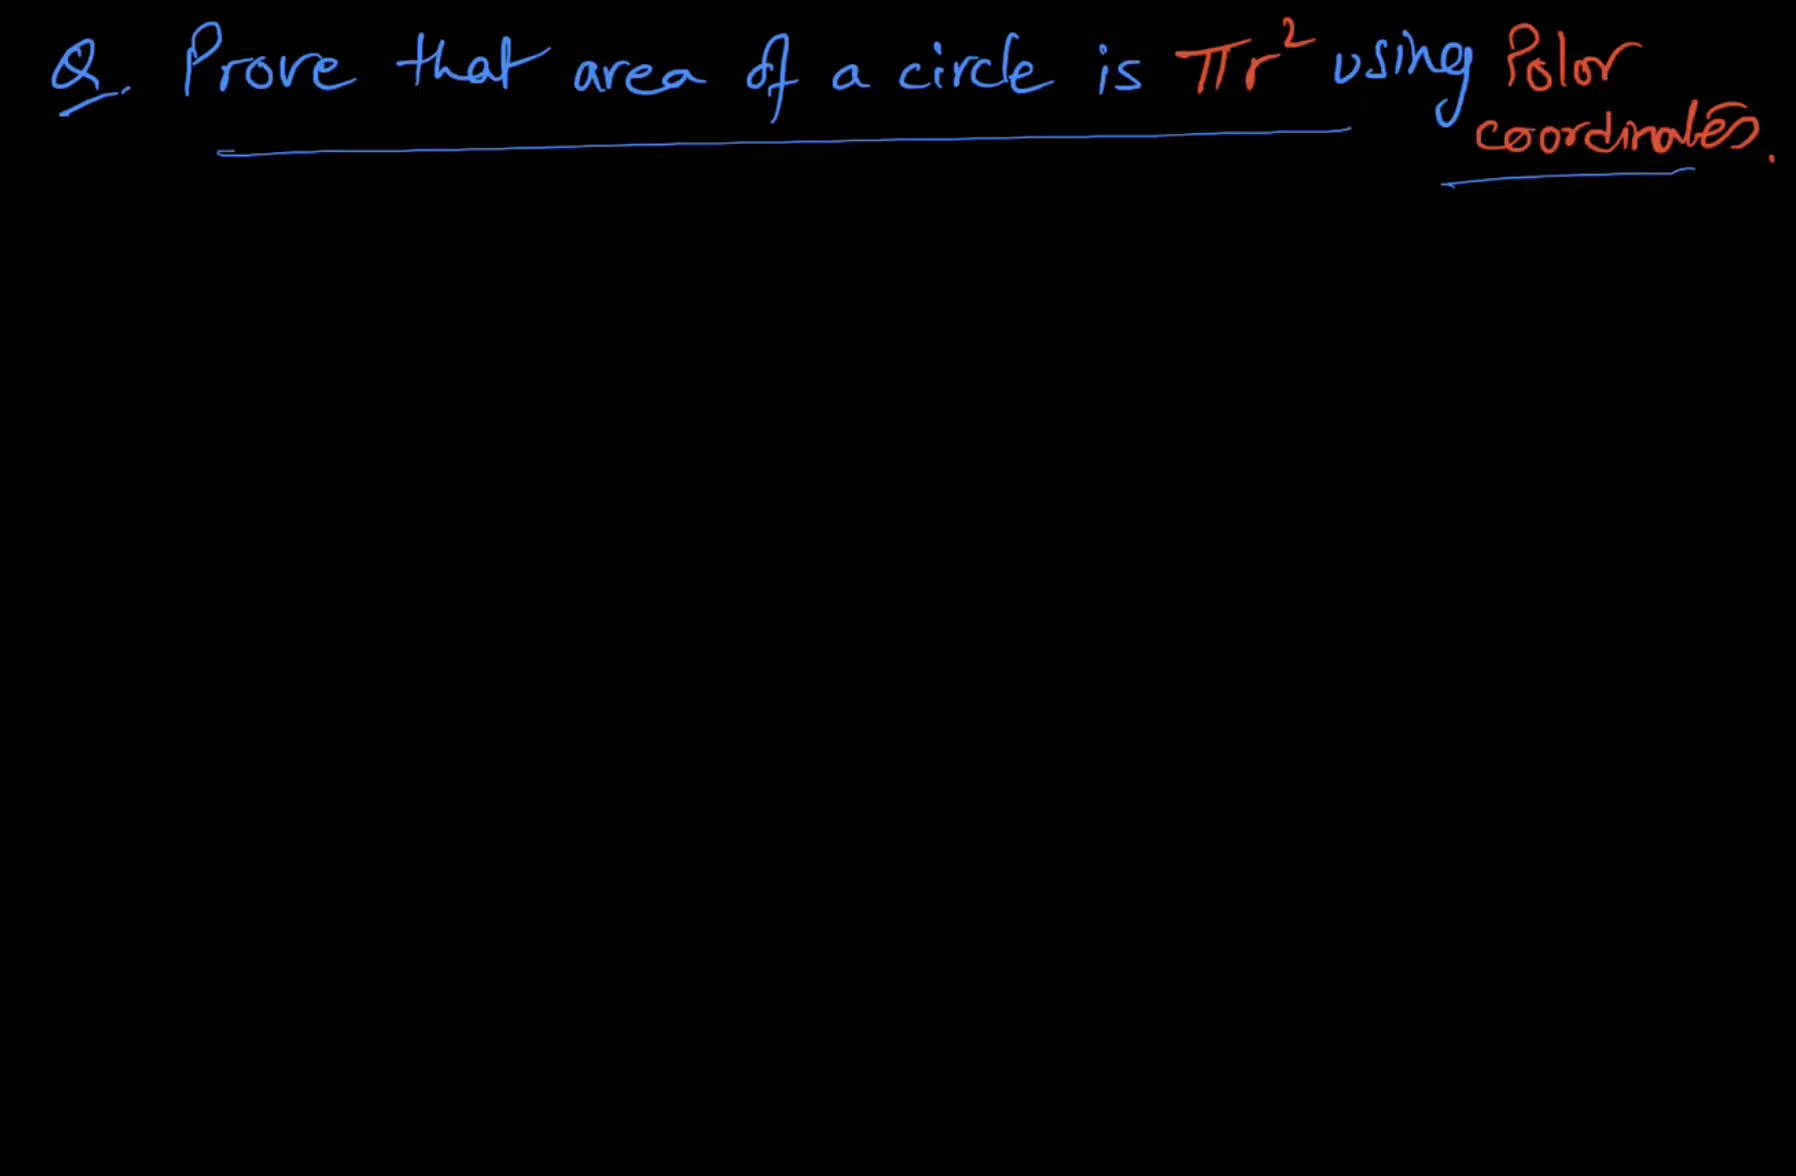 Q. Prove that area of a circle is πr² using Polar
coordinates.